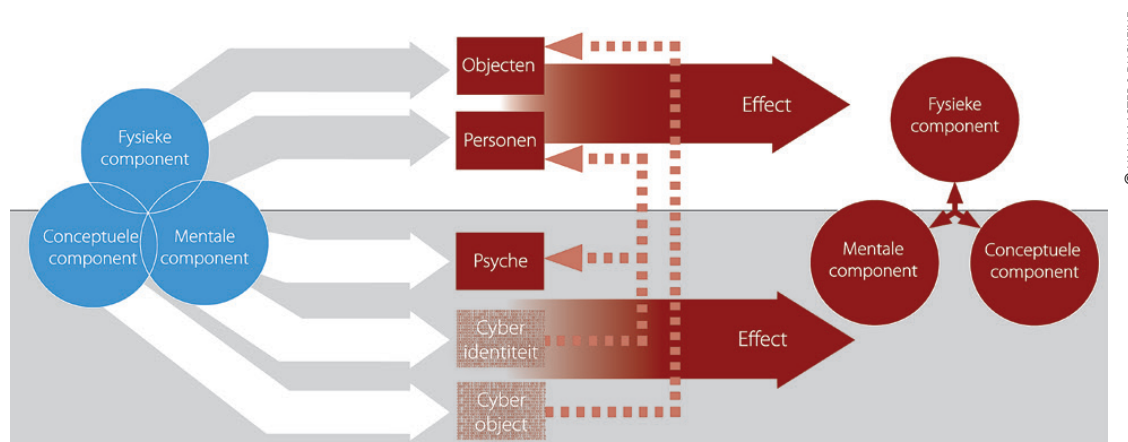 Fysieke
component
Conceptuele
component
Mentale
component
Objecten
Personen
Psyche
Cyber
identiteit
Cyber
object
Effect
Effect
Fysieke
component
Mentale
component
Conceptuele
component